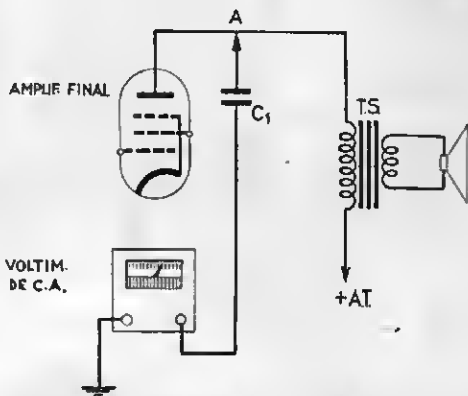 A
AMPLIF FINAL
C1
T.S.
VOLTIM.
DE C.A.
+A.T.